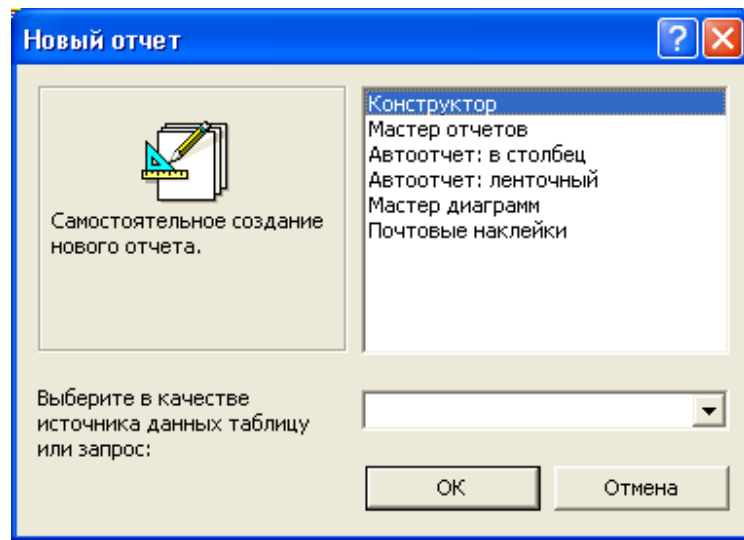 Новый отчет
Конструктор
Мастер отчетов
Автоотчет: в столбец
Автоотчет: ленточный
Мастер диаграмм
Почтовые наклейки
Самостоятельное создание
нового отчета.
Выберите в качестве
источника данных таблицу
или запрос:
ОК
Отмена